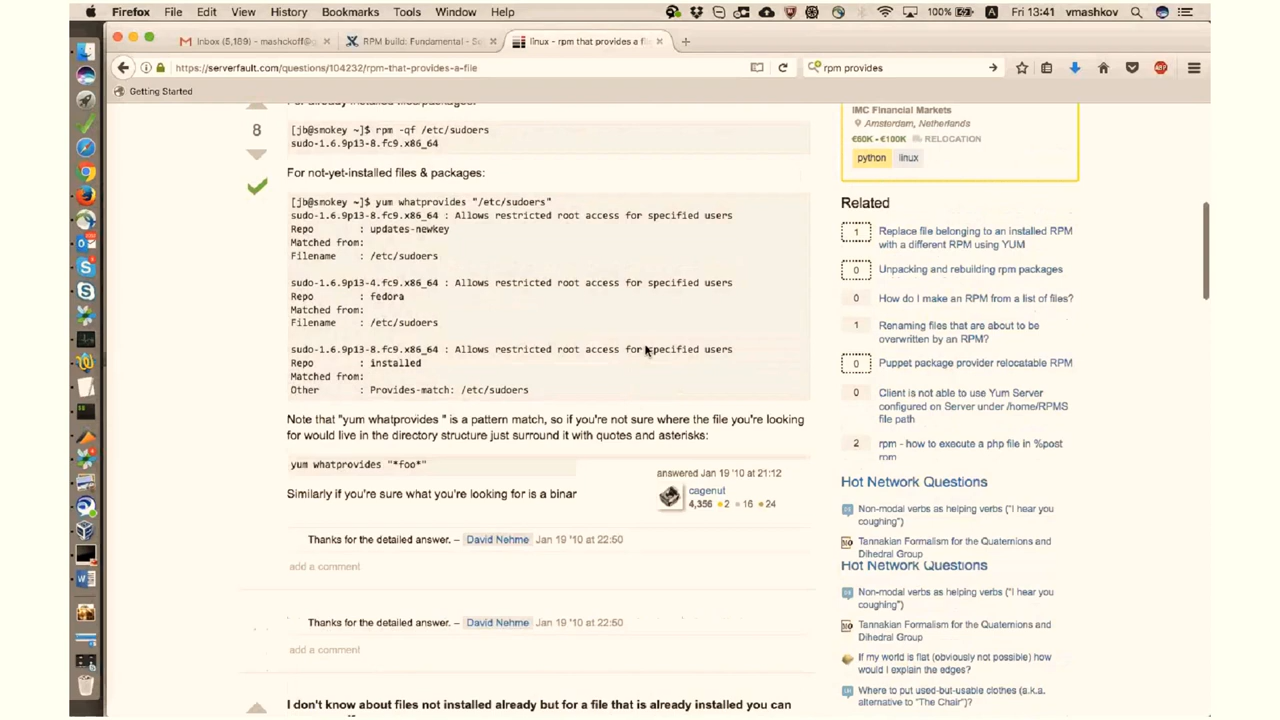 Firefox File Edit View History Bookmarks Tools Window Help 100% A Fri 13:41 vmashkov
Inbox (5,189) - mashckoff@g × RPM build: Fundamental - Se × linux - rpm that provides a fil × +
https://serverfault.com/questions/104232/rpm-that-provides-a-file rpm provides ABP
Getting Started
For already installed files/packages:
8
[jb@smokey ~]$ rpm -qf /etc/sudoers
sudo-1.6.9p13-8.fc9.x86_64
For not-yet-installed files & packages:
[jb@smokey ~]$ yum whatprovides "/etc/sudoers"
sudo-1.6.9p13-8.fc9.x86_64 : Allows restricted root access for specified users
Repo : updates-newkey
Matched from:
Filename : /etc/sudoers
sudo-1.6.9p13-4.fc9.x86_64 : Allows restricted root access for specified users
Repo : fedora
Matched from:
Filename : /etc/sudoers
sudo-1.6.9p13-8.fc9.x86_64 : Allows restricted root access for specified users
Repo : installed
Matched from:
Other : Provides-match: /etc/sudoers
Note that "yum whatprovides " is a pattern match, so if you're not sure where the file you're looking
for would live in the directory structure just surround it with quotes and asterisks:
yum whatprovides "*foo*"
Similarly if you're sure what you're looking for is a binar
answered Jan 19 '10 at 21:12
cagenut
4,356 2 16 24
Thanks for the detailed answer. – David Nehme Jan 19 '10 at 22:50
add a comment
Thanks for the detailed answer. – David Nehme Jan 19 '10 at 22:50
add a comment
I don't know about files not installed already but for a file that is already installed you can
IMC Financial Markets
Amsterdam, Netherlands
€60K - €100K RELOCATION
python linux
Related
1 Replace file belonging to an installed RPM
with a different RPM using YUM
0 Unpacking and rebuilding rpm packages
0 How do I make an RPM from a list of files?
1 Renaming files that are about to be
overwritten by an RPM?
0 Puppet package provider relocatable RPM
0 Client is not able to use Yum Server
configured on Server under /home/RPMS
file path
2 rpm - how to execute a php file in %post
rpm
Hot Network Questions
Non-modal verbs as helping verbs ("I hear you
coughing")
Tannakian Formalism for the Quaternions and
Dihedral Group
Hot Network Questions
Non-modal verbs as helping verbs ("I hear you
coughing")
Tannakian Formalism for the Quaternions and
Dihedral Group
If my world is flat (obviously not possible) how
would I explain the edges?
Where to put used-but-usable clothes (a.k.a.
alternative to "The Chair")?